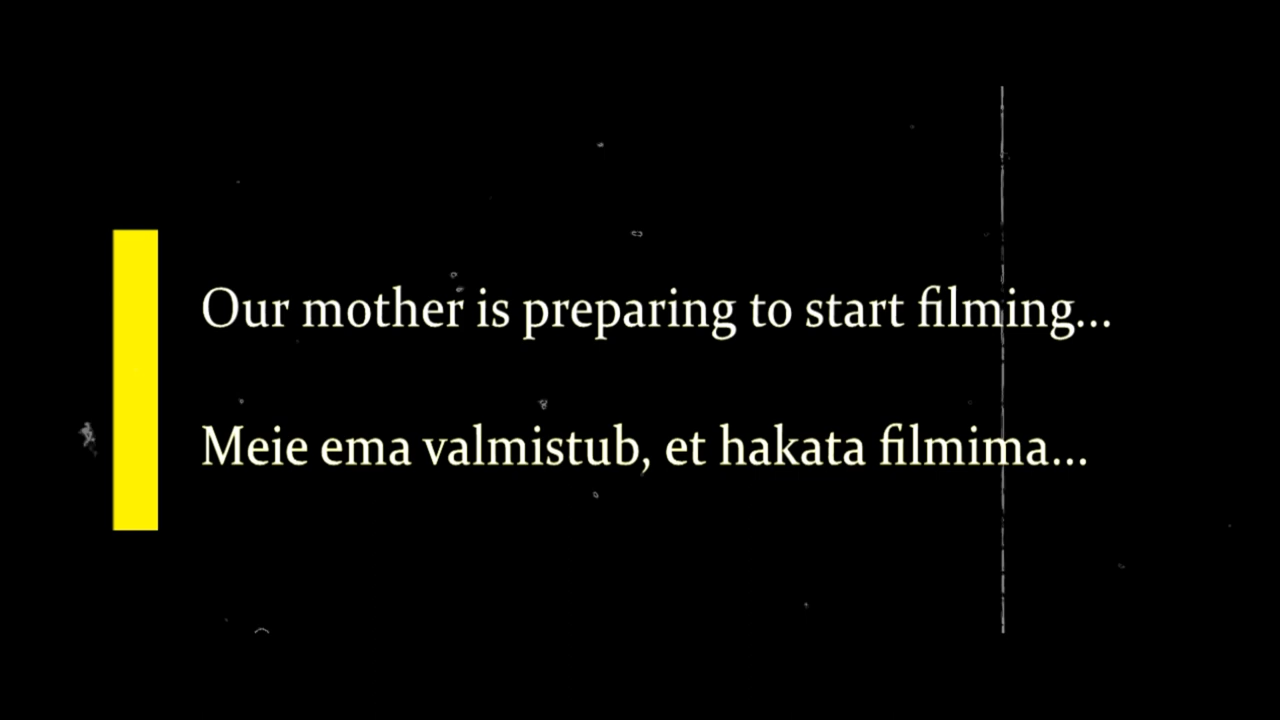 Our mother is preparing to start filming...
Meie ema valmistub, et hakata filmima...